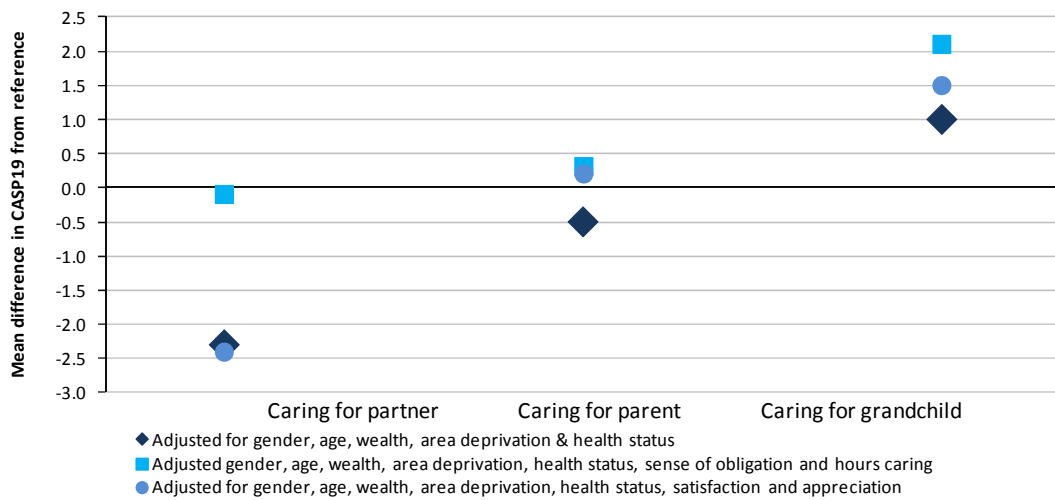 Mean difference in CASP19 from reference
2.5
2.0
1.5
1.0
0.5
0.0
-0.5
-1.0
-1.5
-2.0
-2.5
-3.0
Caring for partner Caring for parent Caring for grandchild
Adjusted for gender, age, wealth, area deprivation & health status
Adjusted gender, age, wealth, area deprivation, health status, sense of obligation and hours caring
Adjusted for gender, age, wealth, area deprivation, health status, satisfaction and appreciation